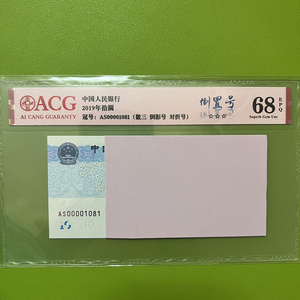 ACG
AI CANG GUARANTY
中国人民银行
2019年拾圆
冠号：AS00001081（数三 倒影号 对折号）
倒置号
☆☆☆
68 EPQ
Superb Gem Unc
中
AS00001081